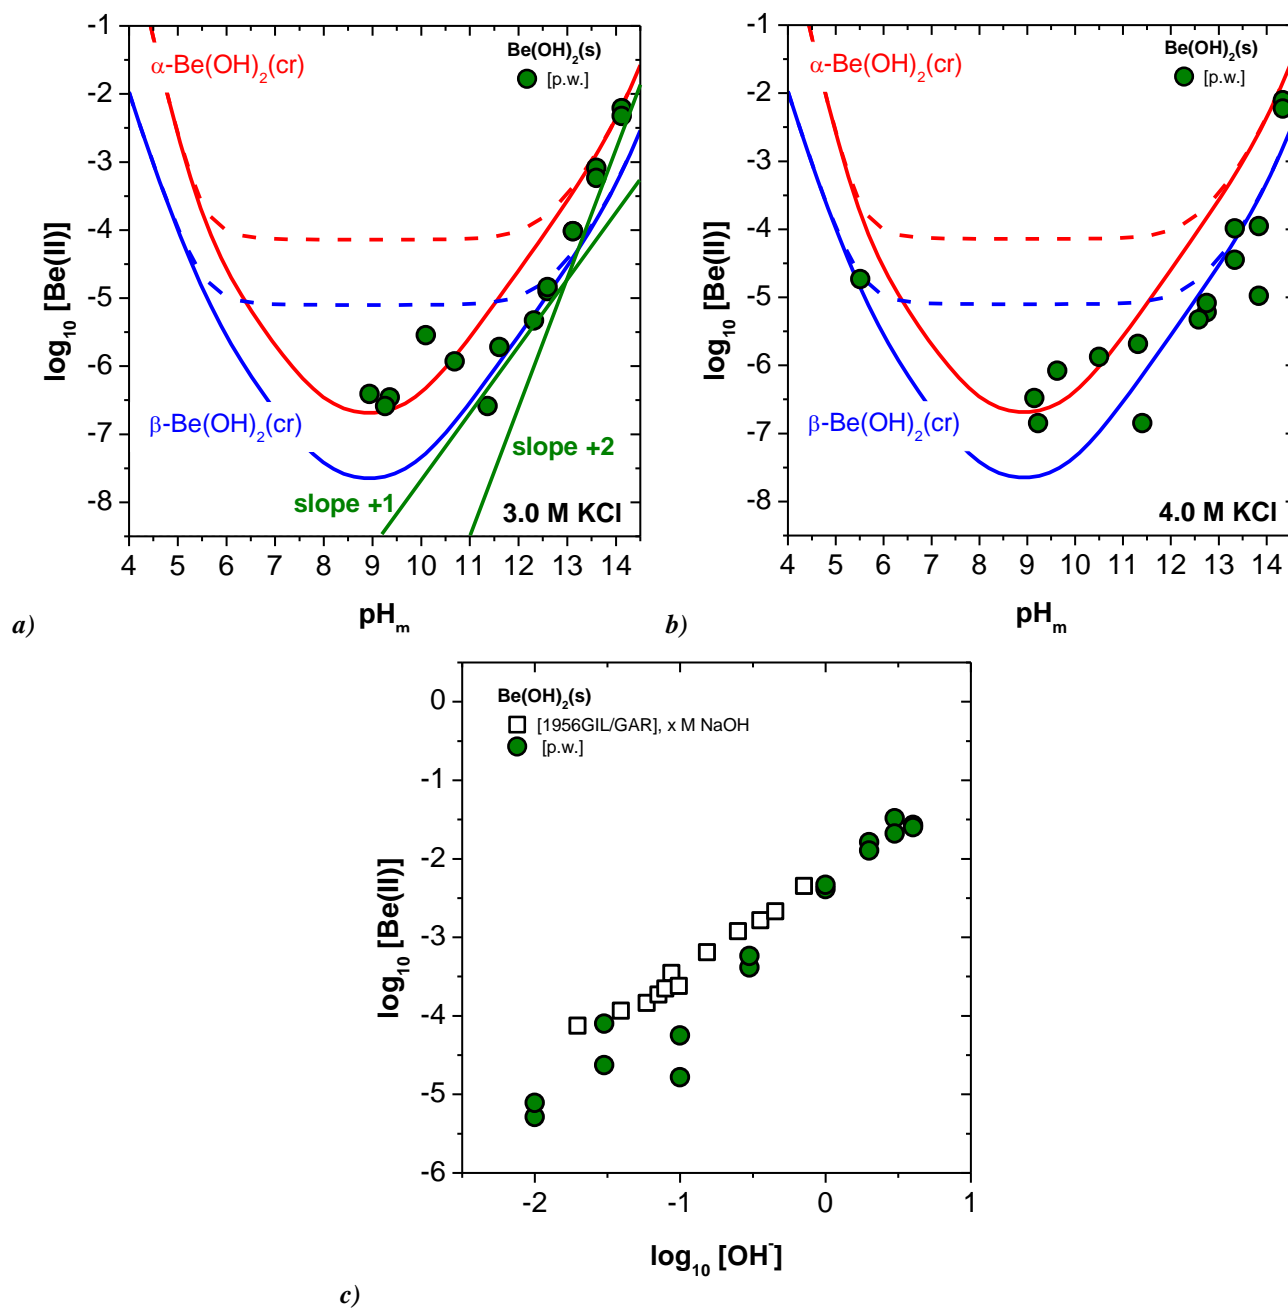 -1
-2
-3
-4
-5
-6
-7
-8
log₁₀ [Be(II)]
α-Be(OH)₂(cr)
Be(OH)₂(s)
[p.w.]
β-Be(OH)₂(cr)
slope +2
slope +1
3.0 M KCl
4 5 6 7 8 9 10 11 12 13 14
pHₘ
a)
-1
-2
-3
-4
-5
-6
-7
-8
log₁₀ [Be(II)]
α-Be(OH)₂(cr)
Be(OH)₂(s)
[p.w.]
β-Be(OH)₂(cr)
4.0 M KCl
4 5 6 7 8 9 10 11 12 13 14
pHₘ
b)
0
-1
-2
-3
-4
-5
-6
log₁₀ [Be(II)]
Be(OH)₂(s)
[1956GIL/GAR], x M NaOH
[p.w.]
-2 -1 0 1
log₁₀ [OH⁻]
c)